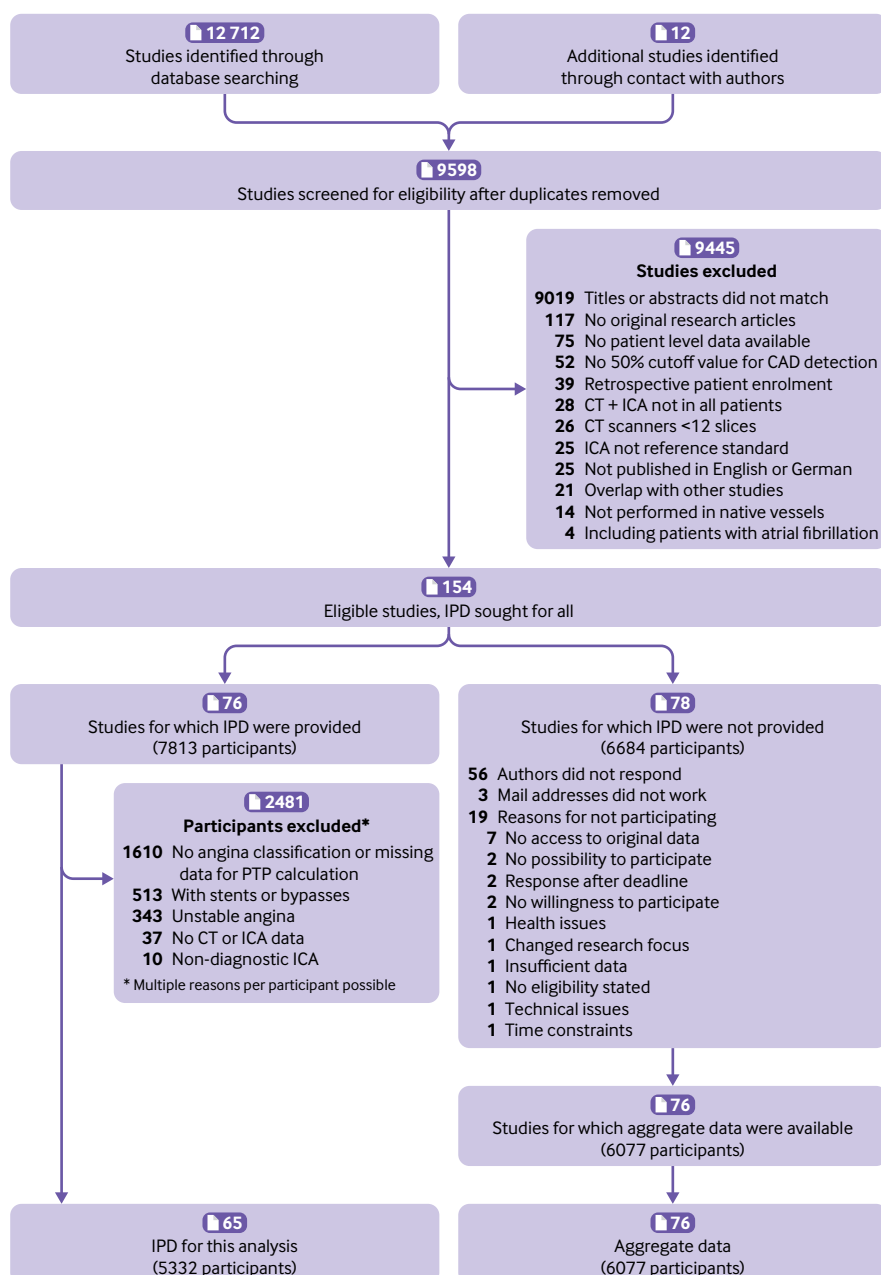 12 712
Studies identified through
database searching
12
Additional studies identified
through contact with authors
9598
Studies screened for eligibility after duplicates removed
9445
Studies excluded
9019 Titles or abstracts did not match
117 No original research articles
75 No patient level data available
52 No 50% cutoff value for CAD detection
39 Retrospective patient enrolment
28 CT + ICA not in all patients
26 CT scanners <12 slices
25 ICA not reference standard
25 Not published in English or German
21 Overlap with other studies
14 Not performed in native vessels
4 Including patients with atrial fibrillation
154
Eligible studies, IPD sought for all
76
Studies for which IPD were provided
(7813 participants)
2481
Participants excluded*
1610 No angina classification or missing
data for PTP calculation
513 With stents or bypasses
343 Unstable angina
37 No CT or ICA data
10 Non-diagnostic ICA
* Multiple reasons per participant possible
78
Studies for which IPD were not provided
(6684 participants)
56 Authors did not respond
3 Mail addresses did not work
19 Reasons for not participating
7 No access to original data
2 No possibility to participate
2 Response after deadline
2 No willingness to participate
1 Health issues
1 Changed research focus
1 Insufficient data
1 No eligibility stated
1 Technical issues
1 Time constraints
76
Studies for which aggregate data were available
(6077 participants)
65
IPD for this analysis
(5332 participants)
76
Aggregate data
(6077 participants)